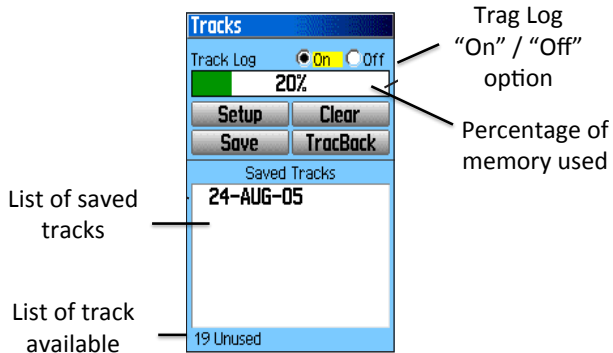 Tracks
Track Log On Off
20%
Setup Clear
Save TracBack
Saved Tracks
24-AUG-05
19 Unused
Trag Log
“On” / “Off”
option
Percentage of
memory used
List of saved
tracks
List of track
available